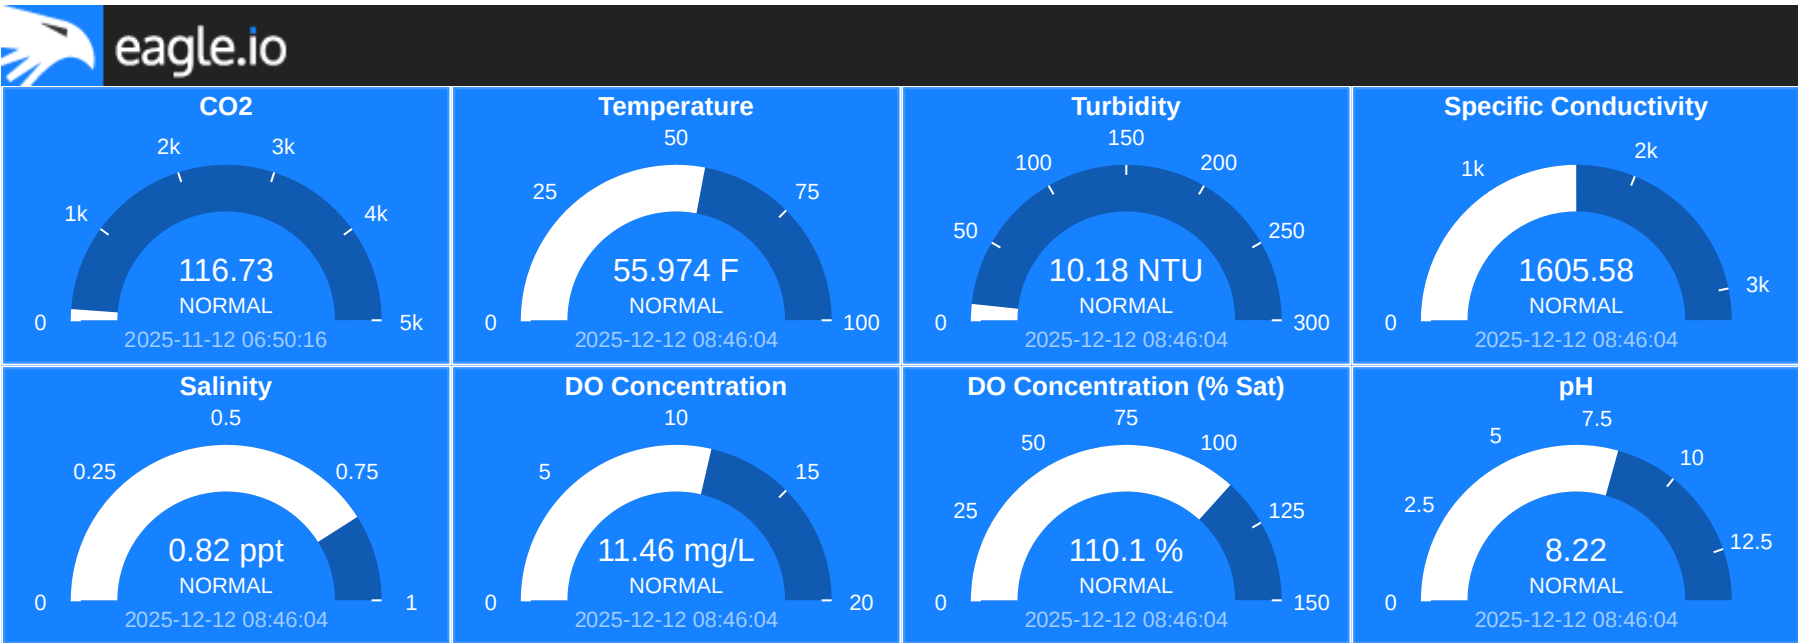 eagle.io
CO2
0
1k
2k
3k
4k
5k
116.73
NORMAL
2025-11-12 06:50:16
Temperature
0
25
50
75
100
55.974 F
NORMAL
2025-12-12 08:46:04
Turbidity
0
50
100
150
200
250
300
10.18 NTU
NORMAL
2025-12-12 08:46:04
Specific Conductivity
0
1k
2k
3k
1605.58
NORMAL
2025-12-12 08:46:04
Salinity
0
0.25
0.5
0.75
1
0.82 ppt
NORMAL
2025-12-12 08:46:04
DO Concentration
0
5
10
15
20
11.46 mg/L
NORMAL
2025-12-12 08:46:04
DO Concentration (% Sat)
0
25
50
75
100
125
150
110.1 %
NORMAL
2025-12-12 08:46:04
pH
0
2.5
5
7.5
10
12.5
8.22
NORMAL
2025-12-12 08:46:04